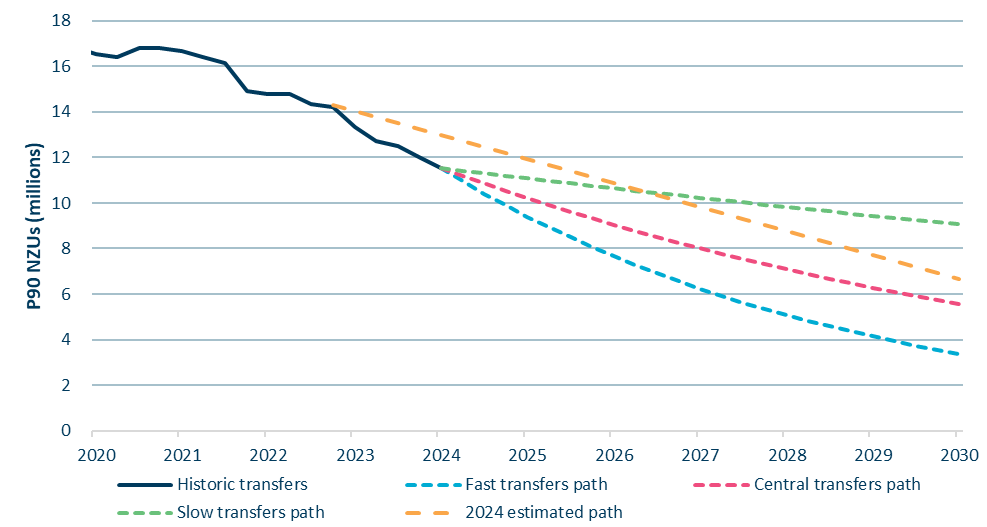 P90 NZUs (millions)
18
16
14
12
10
8
6
4
2
0
2020 2021 2022 2023 2024 2025 2026 2027 2028 2029 2030
Historic transfers Fast transfers path Central transfers path
Slow transfers path 2024 estimated path